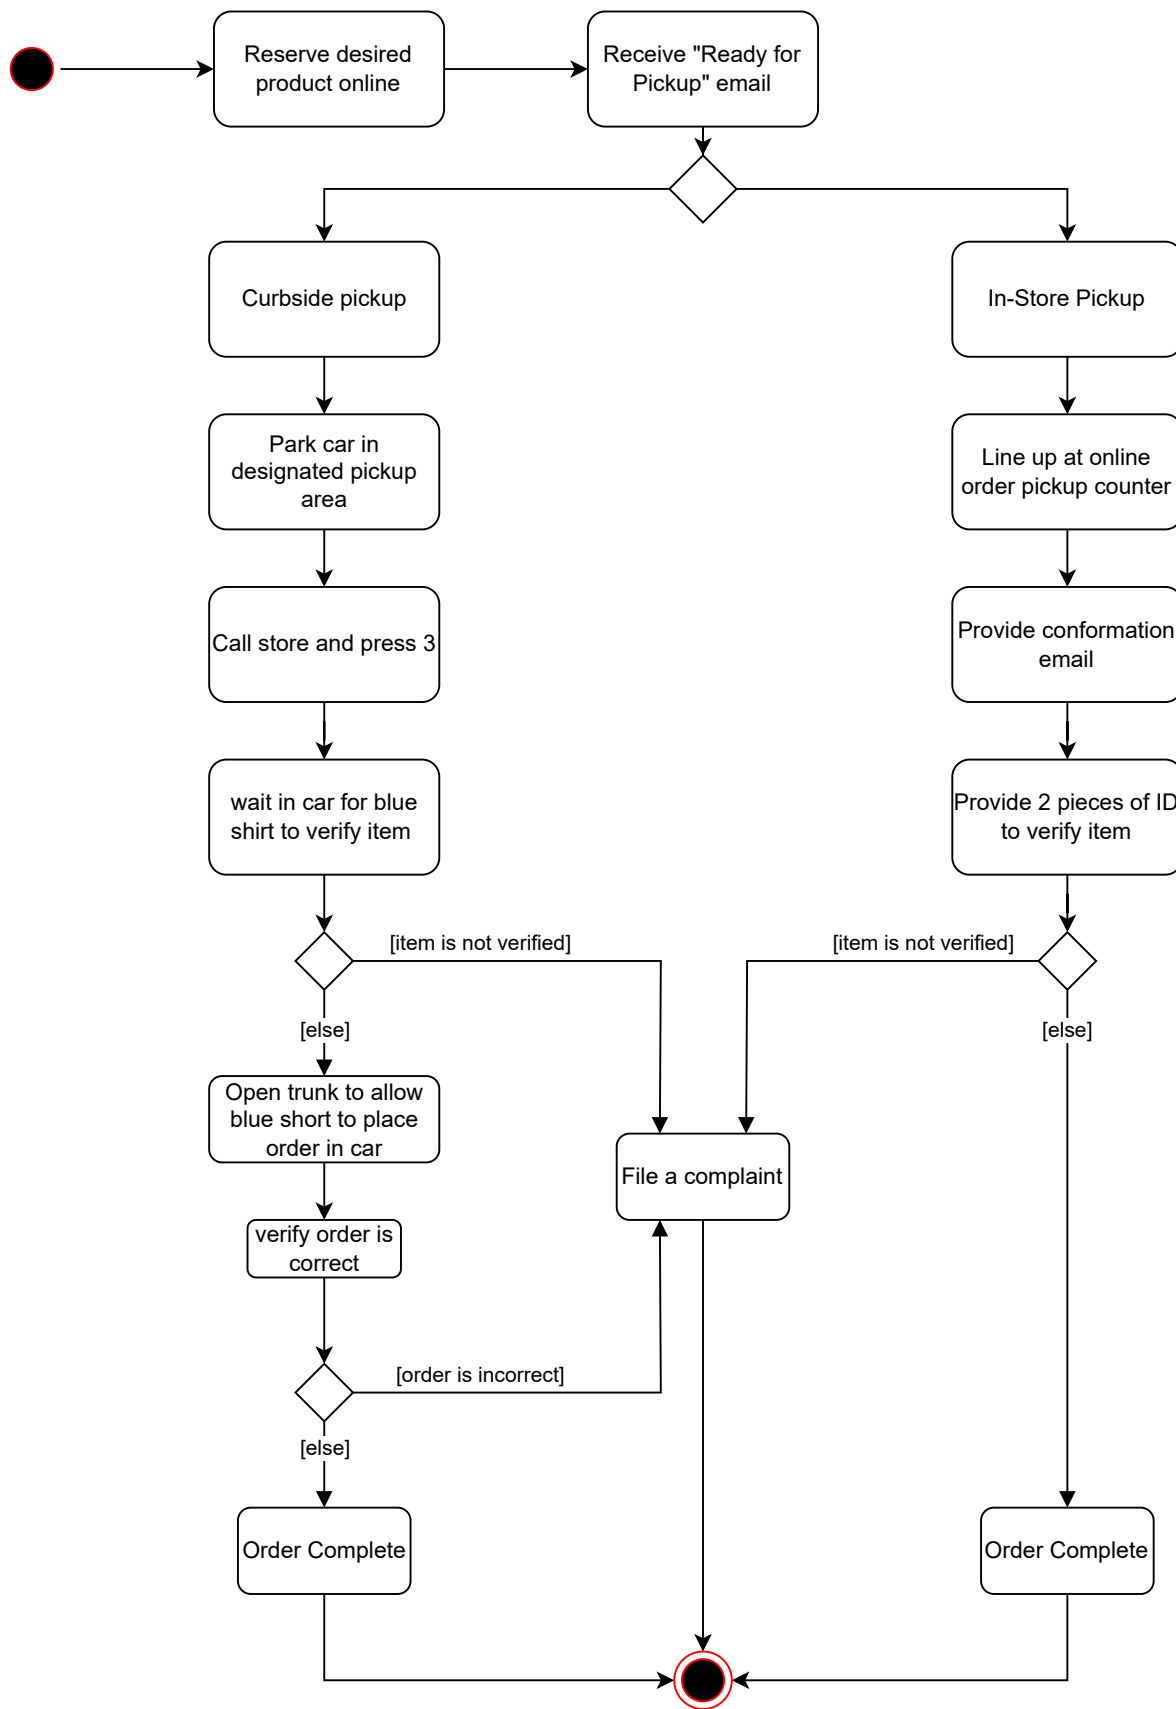 Reserve desired
product online
Receive "Ready for
Pickup" email
Curbside pickup
In-Store Pickup
Park car in
designated pickup
area
Line up at online
order pickup counter
Call store and press 3
Provide conformation
email
wait in car for blue
shirt to verify item
Provide 2 pieces of ID
to verify item
[item is not verified]
[item is not verified]
[else]
[else]
Open trunk to allow
blue short to place
order in car
File a complaint
verify order is
correct
[order is incorrect]
[else]
Order Complete
Order Complete